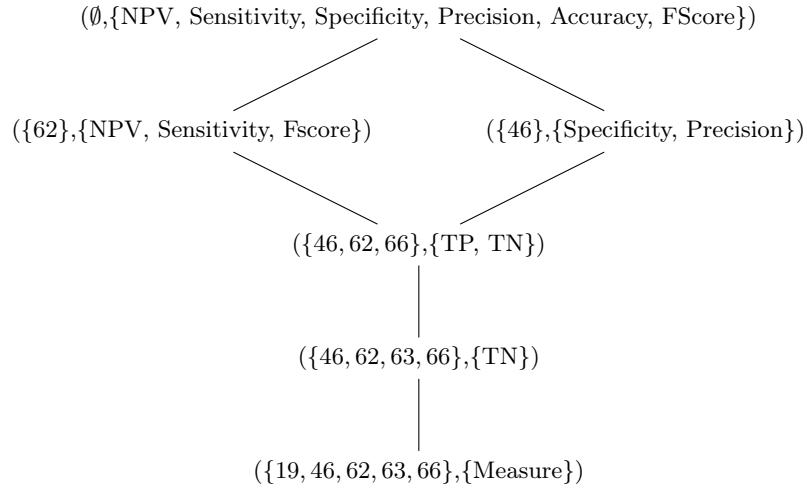 (∅,{NPV, Sensitivity, Specificity, Precision, Accuracy, FScore})
({62},{NPV, Sensitivity, Fscore})
({46},{Specificity, Precision})
({46, 62, 66},{TP, TN})
({46, 62, 63, 66},{TN})
({19, 46, 62, 63, 66},{Measure})